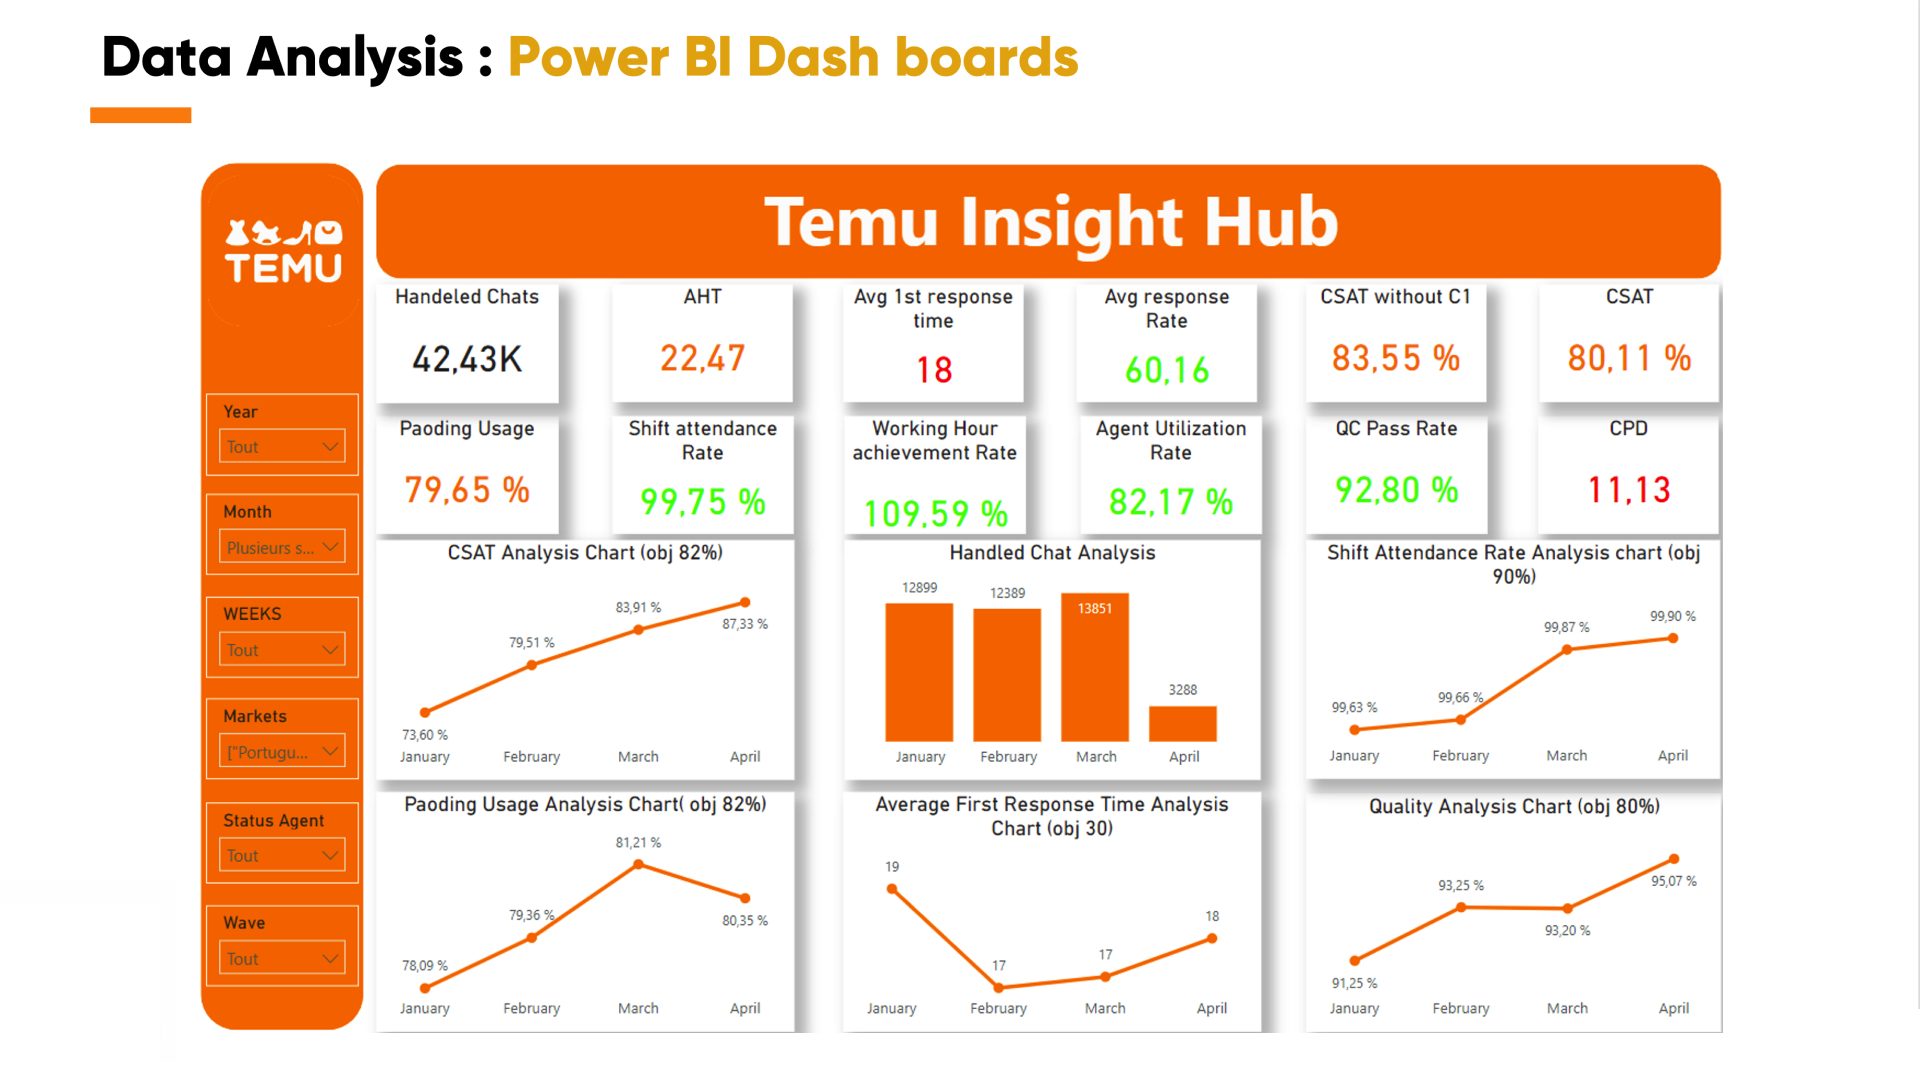 Data Analysis : Power BI Dash boards
TEMU
Temu Insight Hub
Handeled Chats
42,43K
AHT
22,47
Avg 1st response
time
18
Avg response
Rate
60,16
CSAT without C1
83,55 %
CSAT
80,11 %
Paoding Usage
79,65 %
Shift attendance
Rate
99,75 %
Working Hour
achievement Rate
109,59 %
Agent Utilization
Rate
82,17 %
QC Pass Rate
92,80 %
CPD
11,13
Year
Tout
Month
Plusieurs s...
WEEKS
Tout
Markets
["Portugu...
Status Agent
Tout
Wave
Tout
CSAT Analysis Chart (obj 82%)
73,60 %
79,51 %
83,91 %
87,33 %
January February March April
Handled Chat Analysis
12899
12389
13851
3288
January February March April
Shift Attendance Rate Analysis chart (obj
90%)
99,63 %
99,66 %
99,87 %
99,90 %
January February March April
Paoding Usage Analysis Chart( obj 82%)
78,09 %
79,36 %
81,21 %
80,35 %
January February March April
Average First Response Time Analysis
Chart (obj 30)
19
17
17
18
January February March April
Quality Analysis Chart (obj 80%)
91,25 %
93,25 %
93,20 %
95,07 %
January February March April